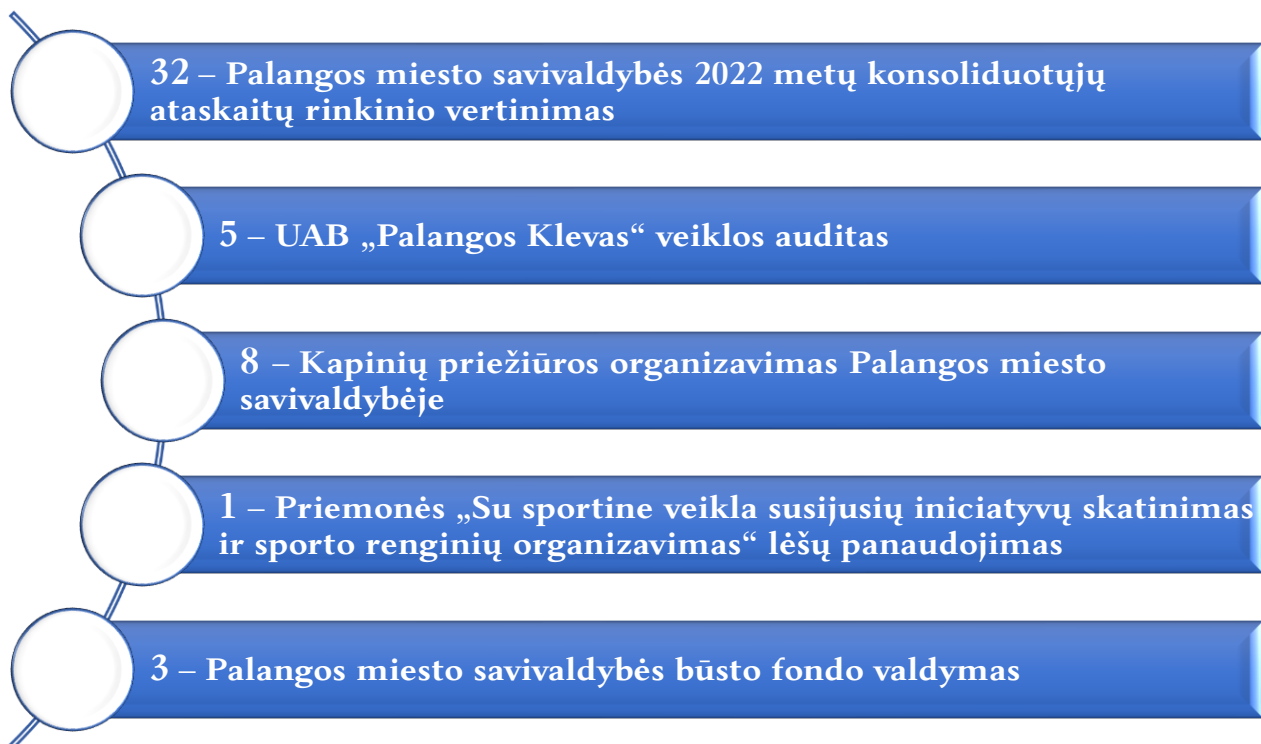 32 – Palangos miesto savivaldybės 2022 metų konsoliduotųjų
ataskaitų rinkinio vertinimas
5 – UAB „Palangos Klevas“ veiklos auditas
8 – Kapinių priežiūros organizavimas Palangos miesto
savivaldybėje
1 – Priemonės „Su sportine veikla susijusių iniciatyvų skatinimas
ir sporto renginių organizavimas“ lėšų panaudojimas
3 – Palangos miesto savivaldybės būsto fondo valdymas